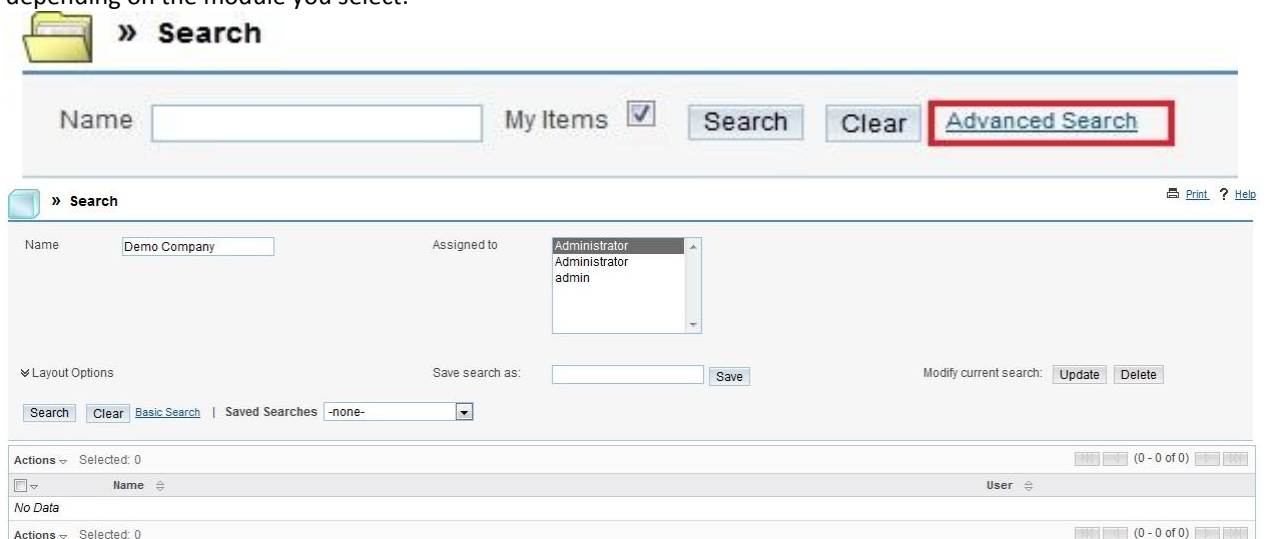 depending on the module you select.
» Search
Name My Items Search Clear Advanced Search
» Search Print ? Help
Name Demo Company Assigned to Administrator
Administrator
admin
Layout Options Save search as: Save Modify current search: Update Delete
Search Clear Basic Search | Saved Searches -none-
Actions Selected: 0 (0 - 0 of 0)
Name User
No Data
Actions Selected: 0 (0 - 0 of 0)